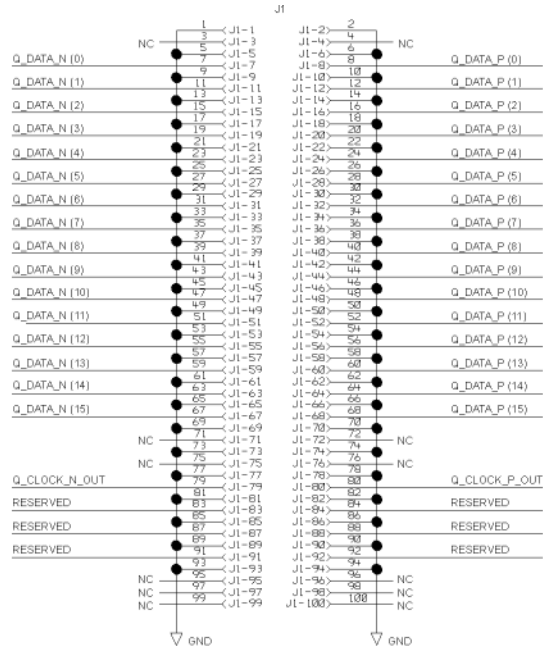 J1
1 J1-1 J1-2 2
NC 3 J1-3 J1-4 4 NC
5 J1-5 J1-6 6
Q_DATA_N (0) 7 J1-7 J1-8 8 Q_DATA_P (0)
9 J1-9 J1-10 10
Q_DATA_N (1) 11 J1-11 J1-12 12 Q_DATA_P (1)
13 J1-13 J1-14 14
Q_DATA_N (2) 15 J1-15 J1-16 16 Q_DATA_P (2)
17 J1-17 J1-18 18
Q_DATA_N (3) 19 J1-19 J1-20 20 Q_DATA_P (3)
21 J1-21 J1-22 22
Q_DATA_N (4) 23 J1-23 J1-24 24 Q_DATA_P (4)
25 J1-25 J1-26 26
Q_DATA_N (5) 27 J1-27 J1-28 28 Q_DATA_P (5)
29 J1-29 J1-30 30
Q_DATA_N (6) 31 J1-31 J1-32 32 Q_DATA_P (6)
33 J1-33 J1-34 34
Q_DATA_N (7) 35 J1-35 J1-36 36 Q_DATA_P (7)
37 J1-37 J1-38 38
Q_DATA_N (8) 39 J1-39 J1-40 40 Q_DATA_P (8)
41 J1-41 J1-42 42
Q_DATA_N (9) 43 J1-43 J1-44 44 Q_DATA_P (9)
45 J1-45 J1-46 46
Q_DATA_N (10) 47 J1-47 J1-48 48 Q_DATA_P (10)
49 J1-49 J1-50 50
Q_DATA_N (11) 51 J1-51 J1-52 52 Q_DATA_P (11)
53 J1-53 J1-54 54
Q_DATA_N (12) 55 J1-55 J1-56 56 Q_DATA_P (12)
57 J1-57 J1-58 58
Q_DATA_N (13) 59 J1-59 J1-60 60 Q_DATA_P (13)
61 J1-61 J1-62 62
Q_DATA_N (14) 63 J1-63 J1-64 64 Q_DATA_P (14)
65 J1-65 J1-66 66
Q_DATA_N (15) 67 J1-67 J1-68 68 Q_DATA_P (15)
69 J1-69 J1-70 70
NC 71 J1-71 J1-72 72 NC
73 J1-73 J1-74 74
NC 75 J1-75 J1-76 76 NC
77 J1-77 J1-78 78
Q_CLOCK_N_OUT 79 J1-79 J1-80 80 Q_CLOCK_P_OUT
81 J1-81 J1-82 82
RESERVED 83 J1-83 J1-84 84 RESERVED
85 J1-85 J1-86 86
RESERVED 87 J1-87 J1-88 88 RESERVED
89 J1-89 J1-90 90
RESERVED 91 J1-91 J1-92 92 RESERVED
93 J1-93 J1-94 94
NC 95 J1-95 J1-96 96 NC
NC 97 J1-97 J1-98 98 NC
NC 99 J1-99 J1-100 100 NC
GND GND